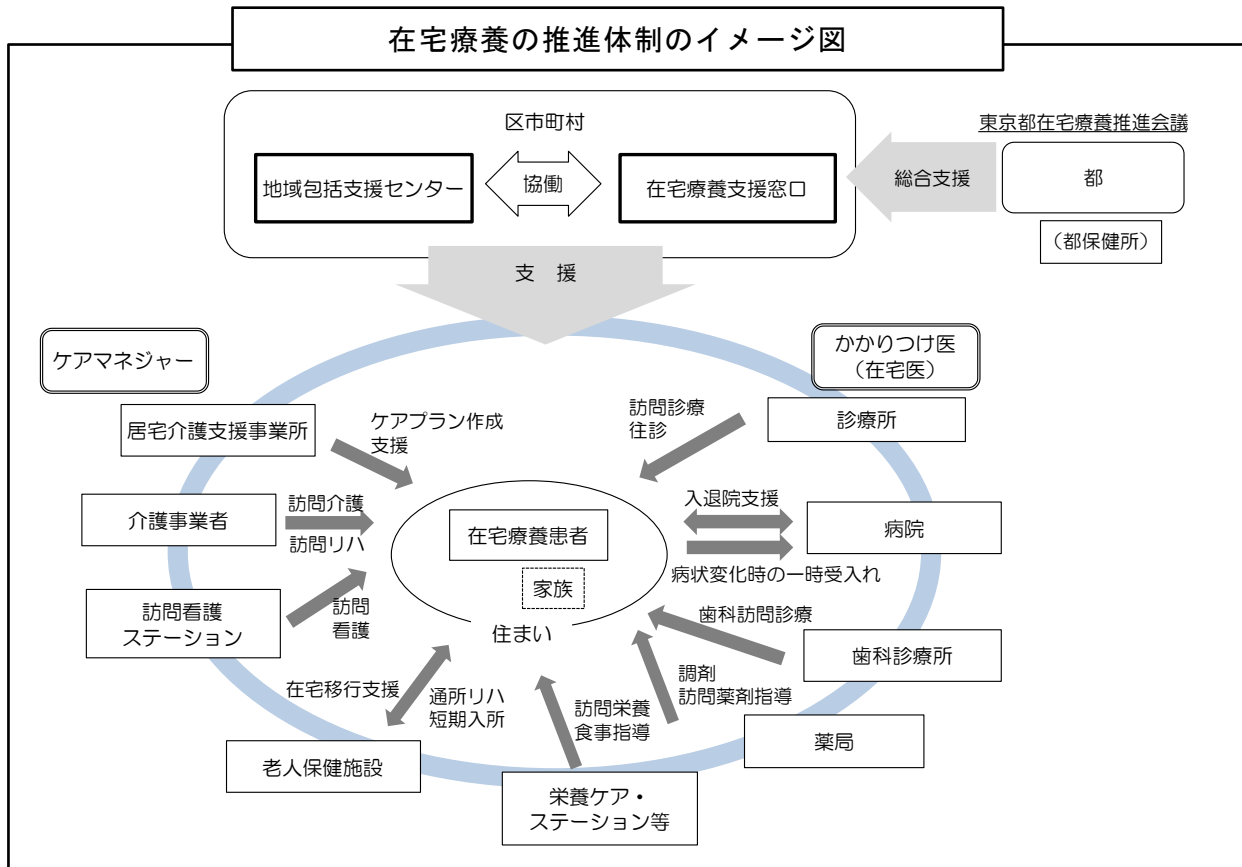 在宅療養の推進体制のイメージ図
区市町村
地域包括支援センター
協働
在宅療養支援窓口
東京都在宅療養推進会議
総合支援
都
（都保健所）
支　援
ケアマネジャー
かかりつけ医
（在宅医）
居宅介護支援事業所
ケアプラン作成
支援
訪問診療
往診
診療所
介護事業者
訪問介護
訪問リハ
在宅療養患者
家族
住まい
入退院支援
病院
病状変化時の一時受入れ
訪問看護
ステーション
訪問
看護
歯科訪問診療
歯科診療所
在宅移行支援
通所リハ
短期入所
老人保健施設
訪問栄養
食事指導
栄養ケア・
ステーション等
調剤
訪問薬剤指導
薬局